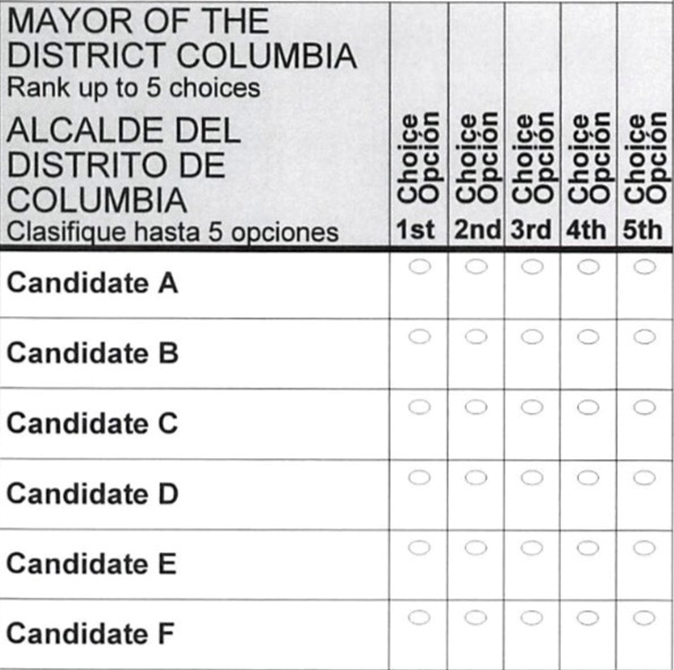 MAYOR OF THE
DISTRICT COLUMBIA
Rank up to 5 choices
ALCALDE DEL
DISTRITO DE
COLUMBIA
Clasifique hasta 5 opciones
Choice
Opción
1st
Choice
Opción
2nd
Choice
Opción
3rd
Choice
Opción
4th
Choice
Opción
5th
Candidate A
Candidate B
Candidate C
Candidate D
Candidate E
Candidate F